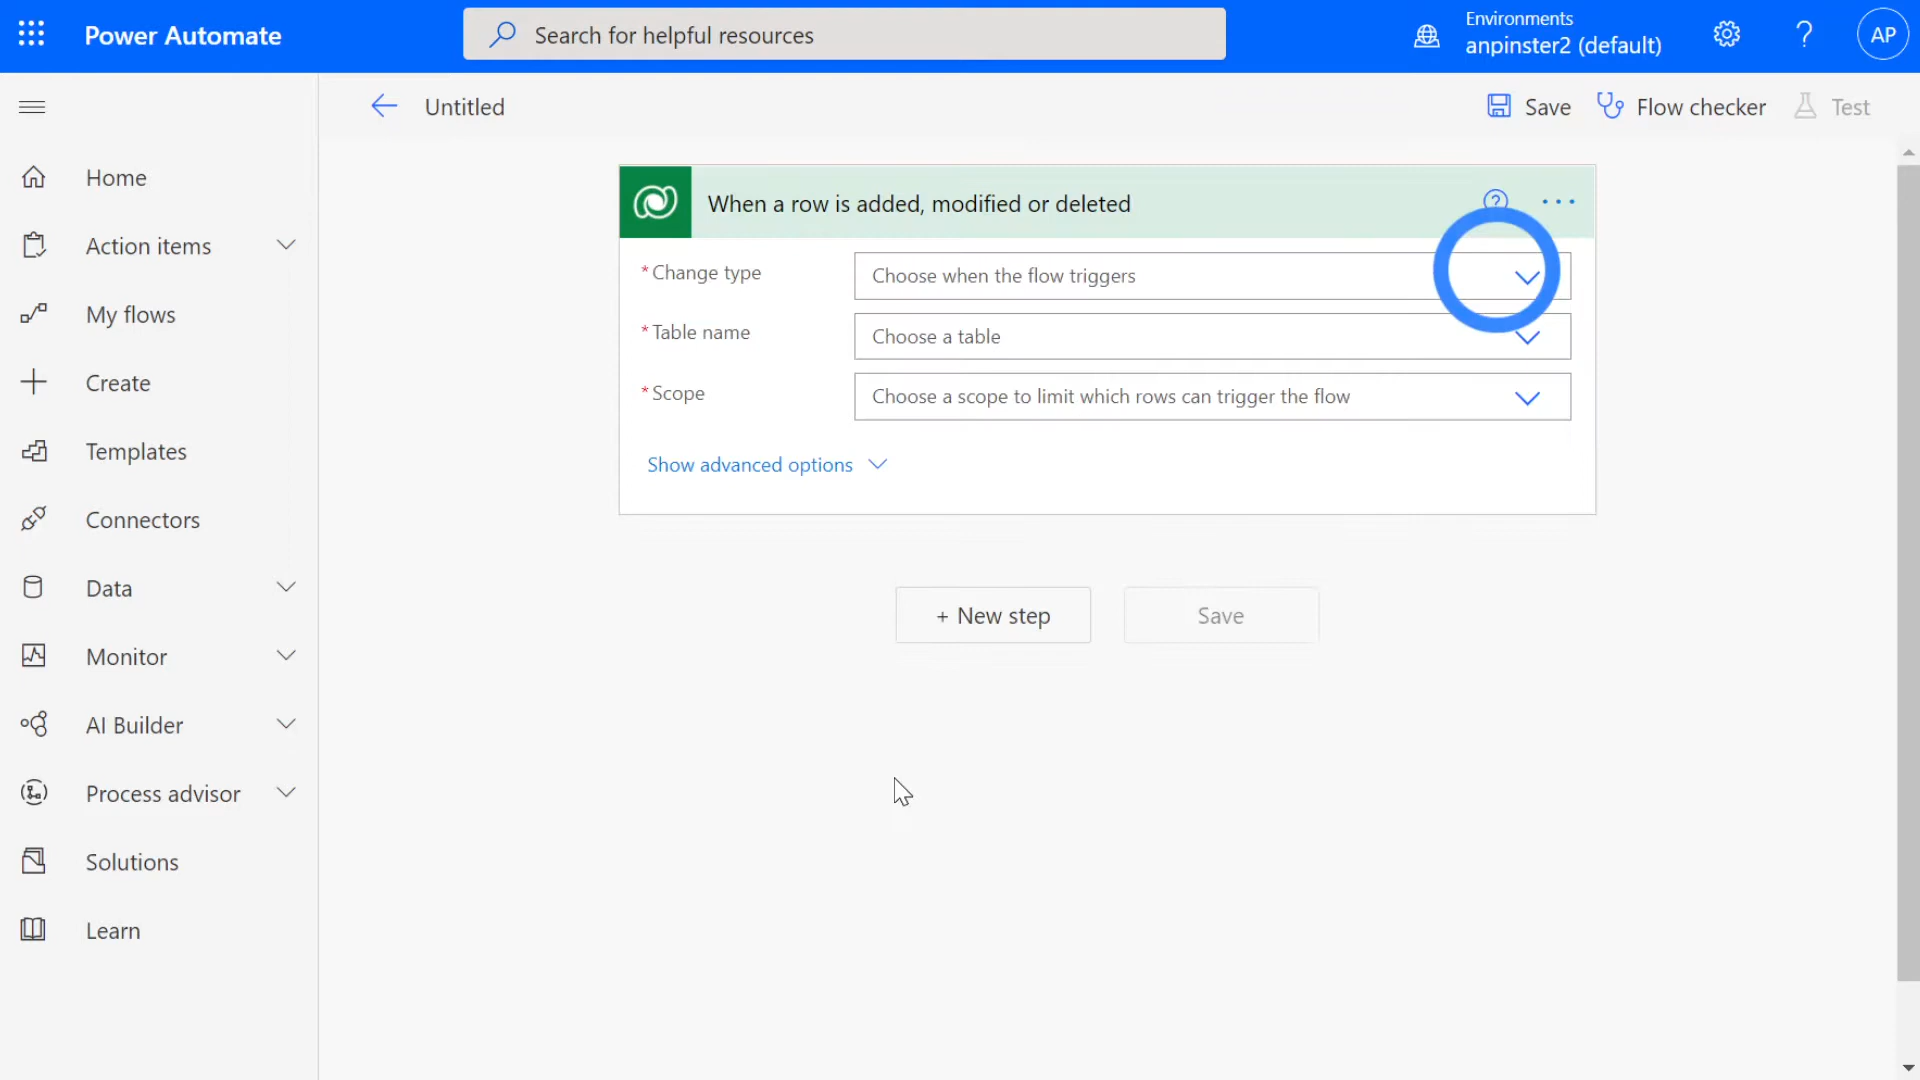 Power Automate
Search for helpful resources
Environments
anpinster2 (default)
?
AP
Untitled
Save
Flow checker
Test
Home
Action items
My flows
Create
Templates
Connectors
Data
Monitor
AI Builder
Process advisor
Solutions
Learn
When a row is added, modified or deleted
?
...
* Change type
Choose when the flow triggers
* Table name
Choose a table
* Scope
Choose a scope to limit which rows can trigger the flow
Show advanced options
+ New step
Save